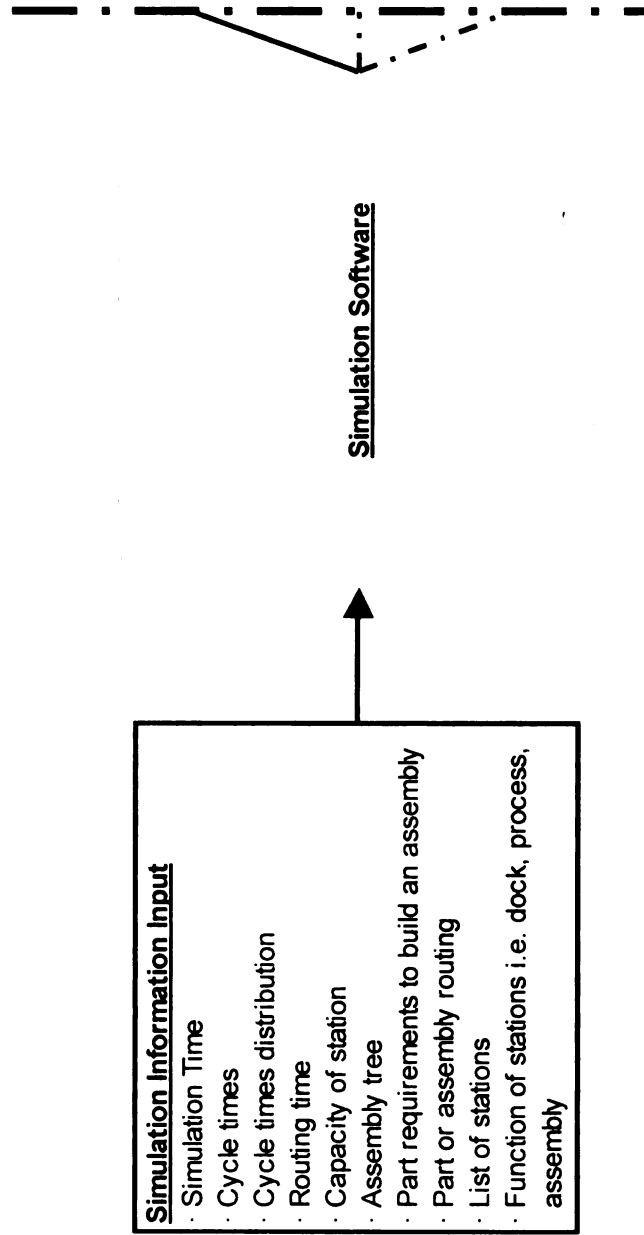 Simulation Information Input
· Simulation Time
· Cycle times
· Cycle times distribution
· Routing time
· Capacity of station
· Assembly tree
· Part requirements to build an assembly
· Part or assembly routing
· List of stations
· Function of stations i.e. dock, process,
assembly
Simulation Software